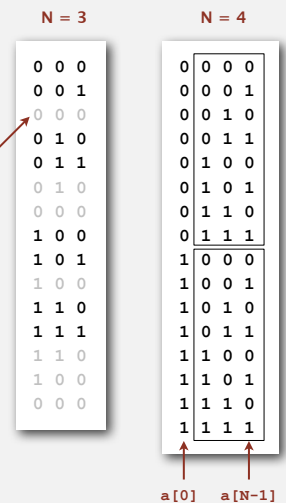 N = 3
0 0 0
0 0 1
0 0 0
0 1 0
0 1 1
0 1 0
0 0 0
1 0 0
1 0 1
1 0 0
1 1 0
1 1 1
1 1 0
1 0 0
0 0 0
N = 4
0 0 0 0
0 0 0 1
0 0 1 0
0 0 1 1
0 1 0 0
0 1 0 1
0 1 1 0
0 1 1 1
1 0 0 0
1 0 0 1
1 0 1 0
1 0 1 1
1 1 0 0
1 1 0 1
1 1 1 0
1 1 1 1
a[0] a[N-1]